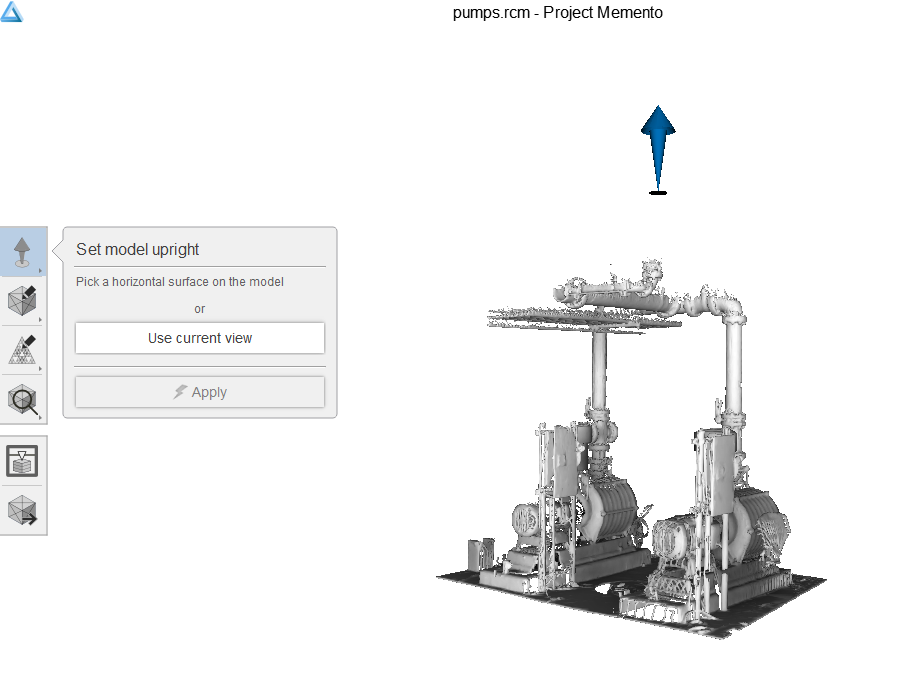 pumps.rcm - Project Memento
Set model upright
Pick a horizontal surface on the model
or
Use current view
Apply